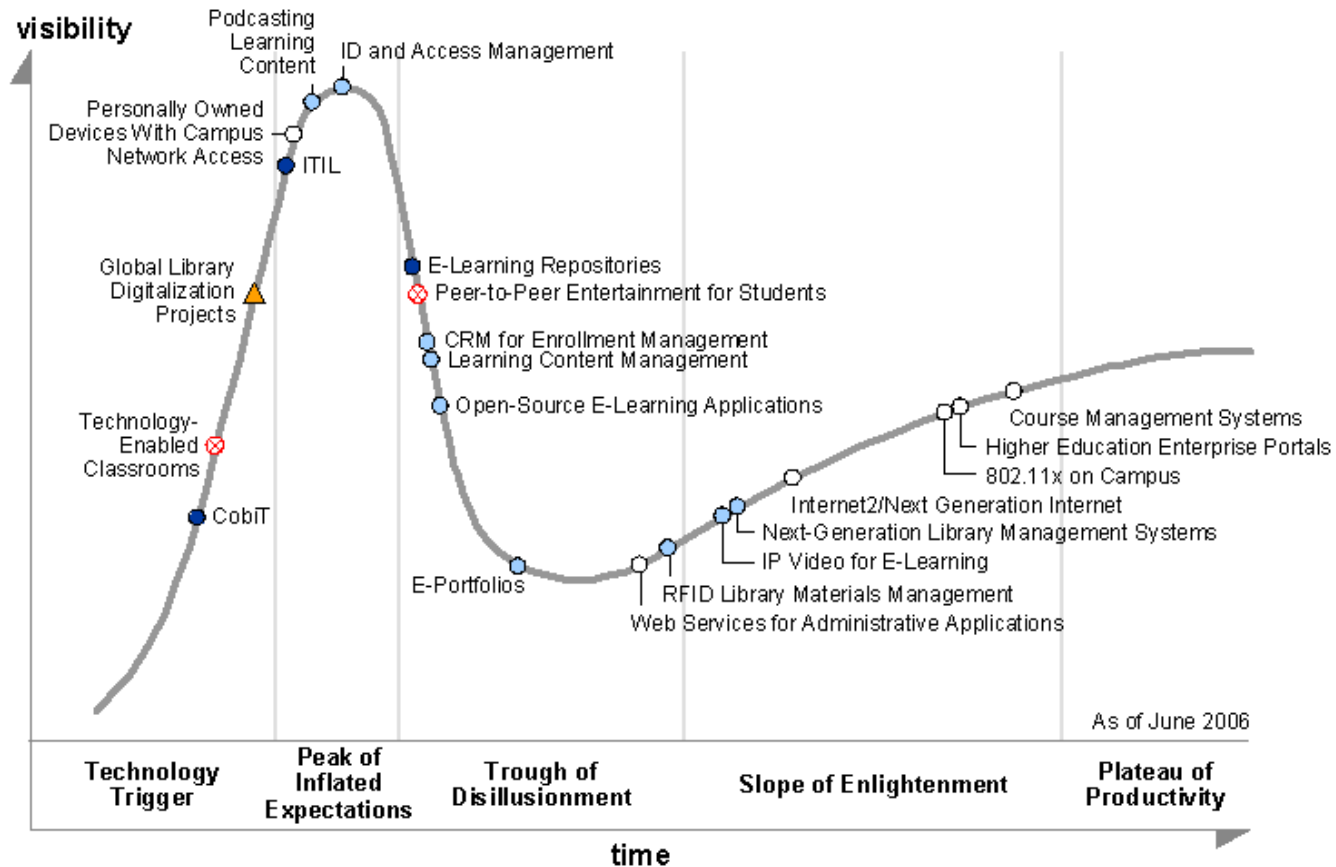 visibility
Podcasting
Learning
Content
ID and Access Management
Personally Owned
Devices With Campus
Network Access
ITIL
Global Library
Digitalization
Projects
E-Learning Repositories
Peer-to-Peer Entertainment for Students
CRM for Enrollment Management
Learning Content Management
Open-Source E-Learning Applications
Technology-
Enabled
Classrooms
CobiT
E-Portfolios
Course Management Systems
Higher Education Enterprise Portals
802.11x on Campus
Internet2/Next Generation Internet
Next-Generation Library Management Systems
IP Video for E-Learning
RFID Library Materials Management
Web Services for Administrative Applications
As of June 2006
Technology
Trigger
Peak of
Inflated
Expectations
Trough of
Disillusionment
Slope of Enlightenment
Plateau of
Productivity
time